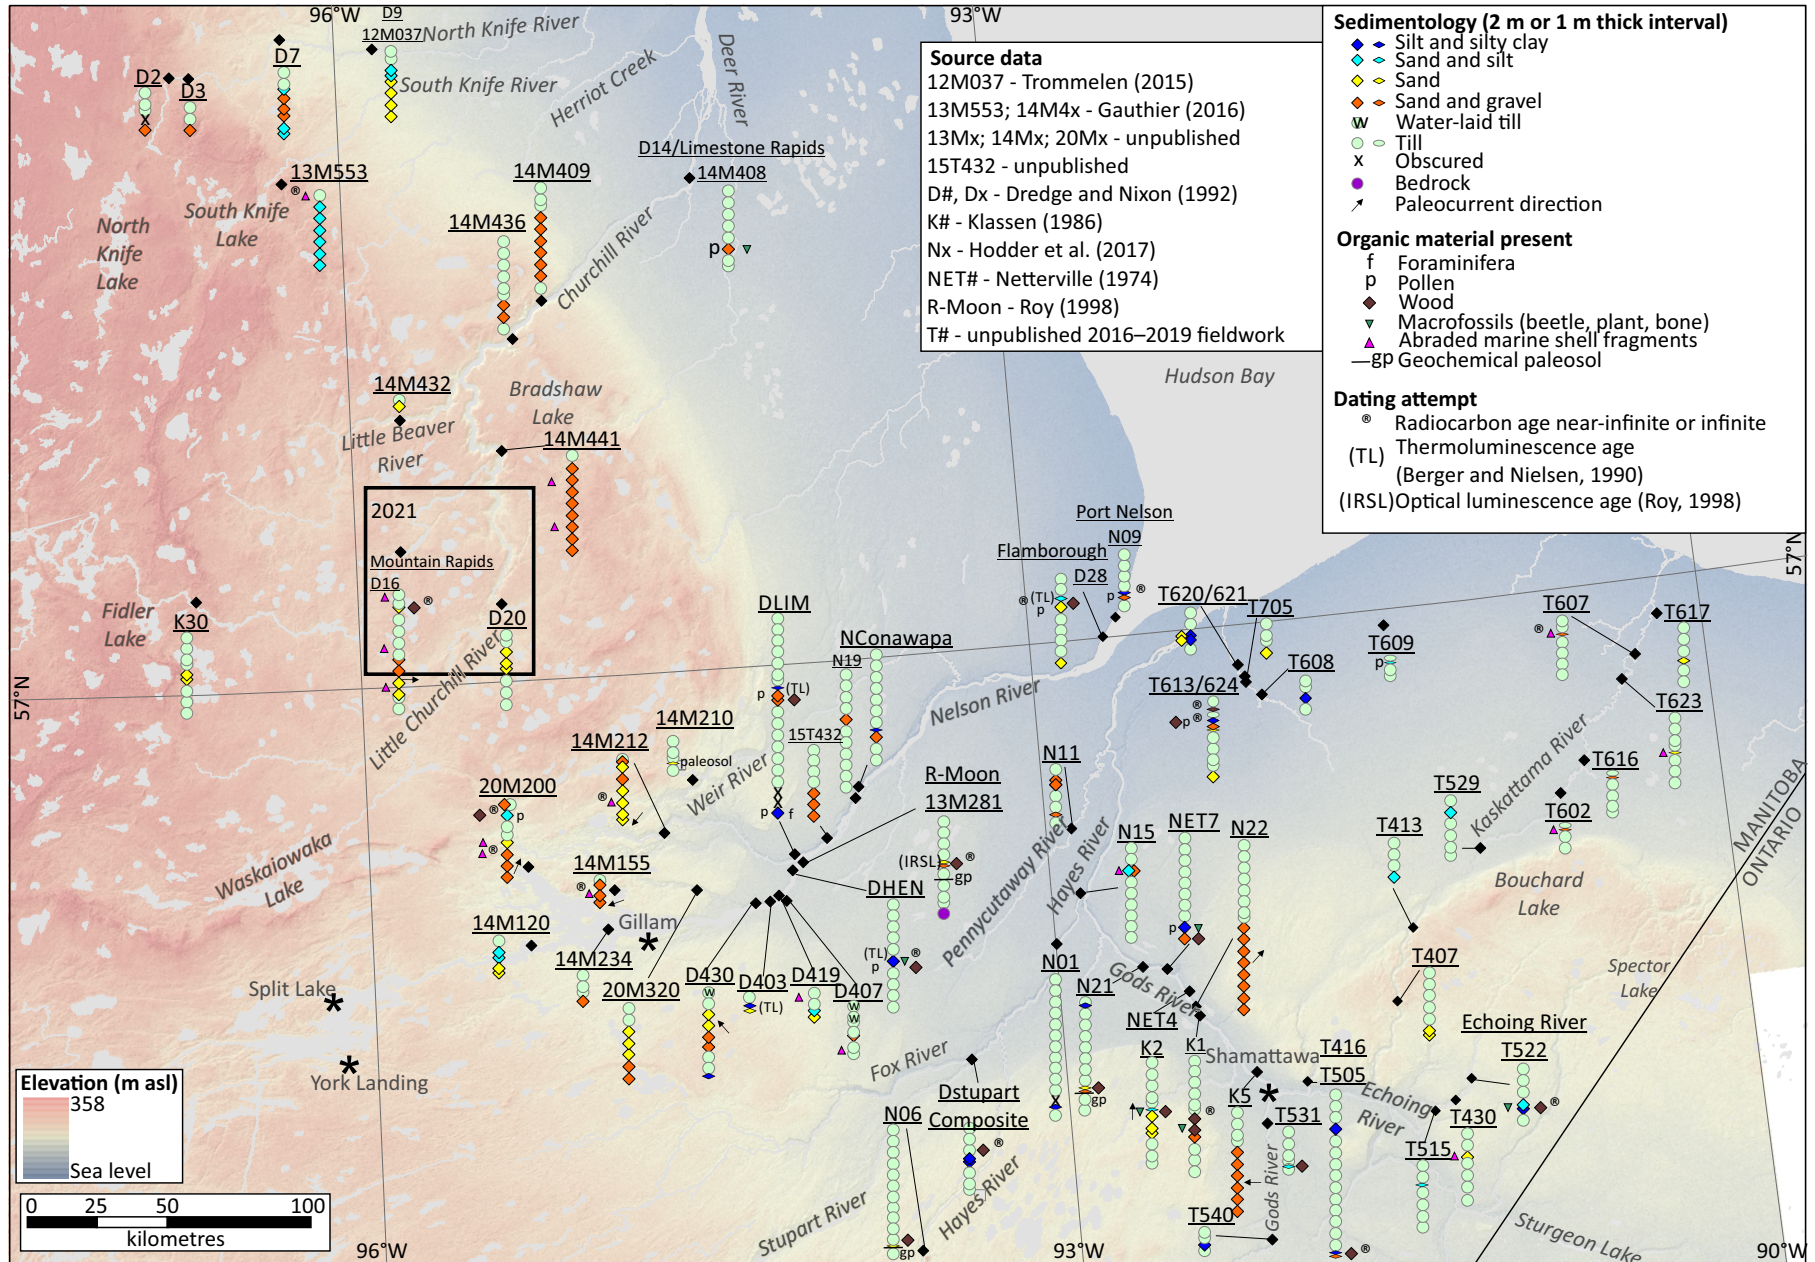 96°W
93°W
D9
12M037
North Knife River
D7
D2
D3
South Knife River
Herriot Creek
Deer River
Source data
12M037 - Trommelen (2015)
13M553; 14M4x - Gauthier (2016)
13Mx; 14Mx; 20Mx - unpublished
15T432 - unpublished
D#, Dx - Dredge and Nixon (1992)
K# - Klassen (1986)
Nx - Hodder et al. (2017)
NET# - Netterville (1974)
R-Moon - Roy (1998)
T# - unpublished 2016–2019 fieldwork
Sedimentology (2 m or 1 m thick interval)
Silt and silty clay
Sand and silt
Sand
Sand and gravel
W Water-laid till
Till
x Obscured
Bedrock
Paleocurrent direction
Organic material present
f Foraminifera
p Pollen
Wood
Macrofossils (beetle, plant, bone)
Abraded marine shell fragments
gp Geochemical paleosol
Dating attempt
® Radiocarbon age near-infinite or infinite
(TL) Thermoluminescence age
(Berger and Nielsen, 1990)
(IRSL) Optical luminescence age (Roy, 1998)
x
13M553
®
14M409
D14/Limestone Rapids
14M408
p
14M436
North
Knife
Lake
South Knife
Lake
Churchill River
Hudson Bay
14M432
Bradshaw
Lake
Little Beaver
River
14M441
2021
Mountain Rapids
D16
®
D20
Fidler
Lake
K30
57°N
Little Churchill River
DLIM
p
(TL)
x
x
p
f
NConawapa
N19
15T432
14M210
paleosol
14M212
®
Weir River
Nelson River
Port Nelson
N09
p
®
Flamborough
D28
®
(TL)
p
T620/621
T705
T608
T609
p
T607
®
T617
57°N
T613/624
®
p
®
T623
T616
T602
T529
Kaskattama River
MANITOBA
ONTARIO
T413
Bouchard
Lake
20M200
®
p
®
Waskaiowaka
Lake
14M155
®
Gillam
*
14M120
14M234
20M320
Split Lake
*
York Landing
*
D430
w
D403
(TL)
D419
D407
w
w
R-Moon
13M281
(IRSL)
®
gp
DHEN
(TL)
p
®
Pennycutaway River
Hayes River
N11
N15
NET7
p
N22
N01
x
N21
gp
Gods River
NET4
K2
K1
®
Shamattawa
*
K5
T416
T505
®
T531
T540
Gods River
T407
Spector
Lake
Echoing River
T522
®
Echoing
River
T430
T515
Sturgeon Lake
Fox River
Dstupart
Composite
®
N06
gp
Stupart River
Hayes River
Elevation (m asl)
358
Sea level
0 25 50 100
kilometres
96°W
93°W
90°W